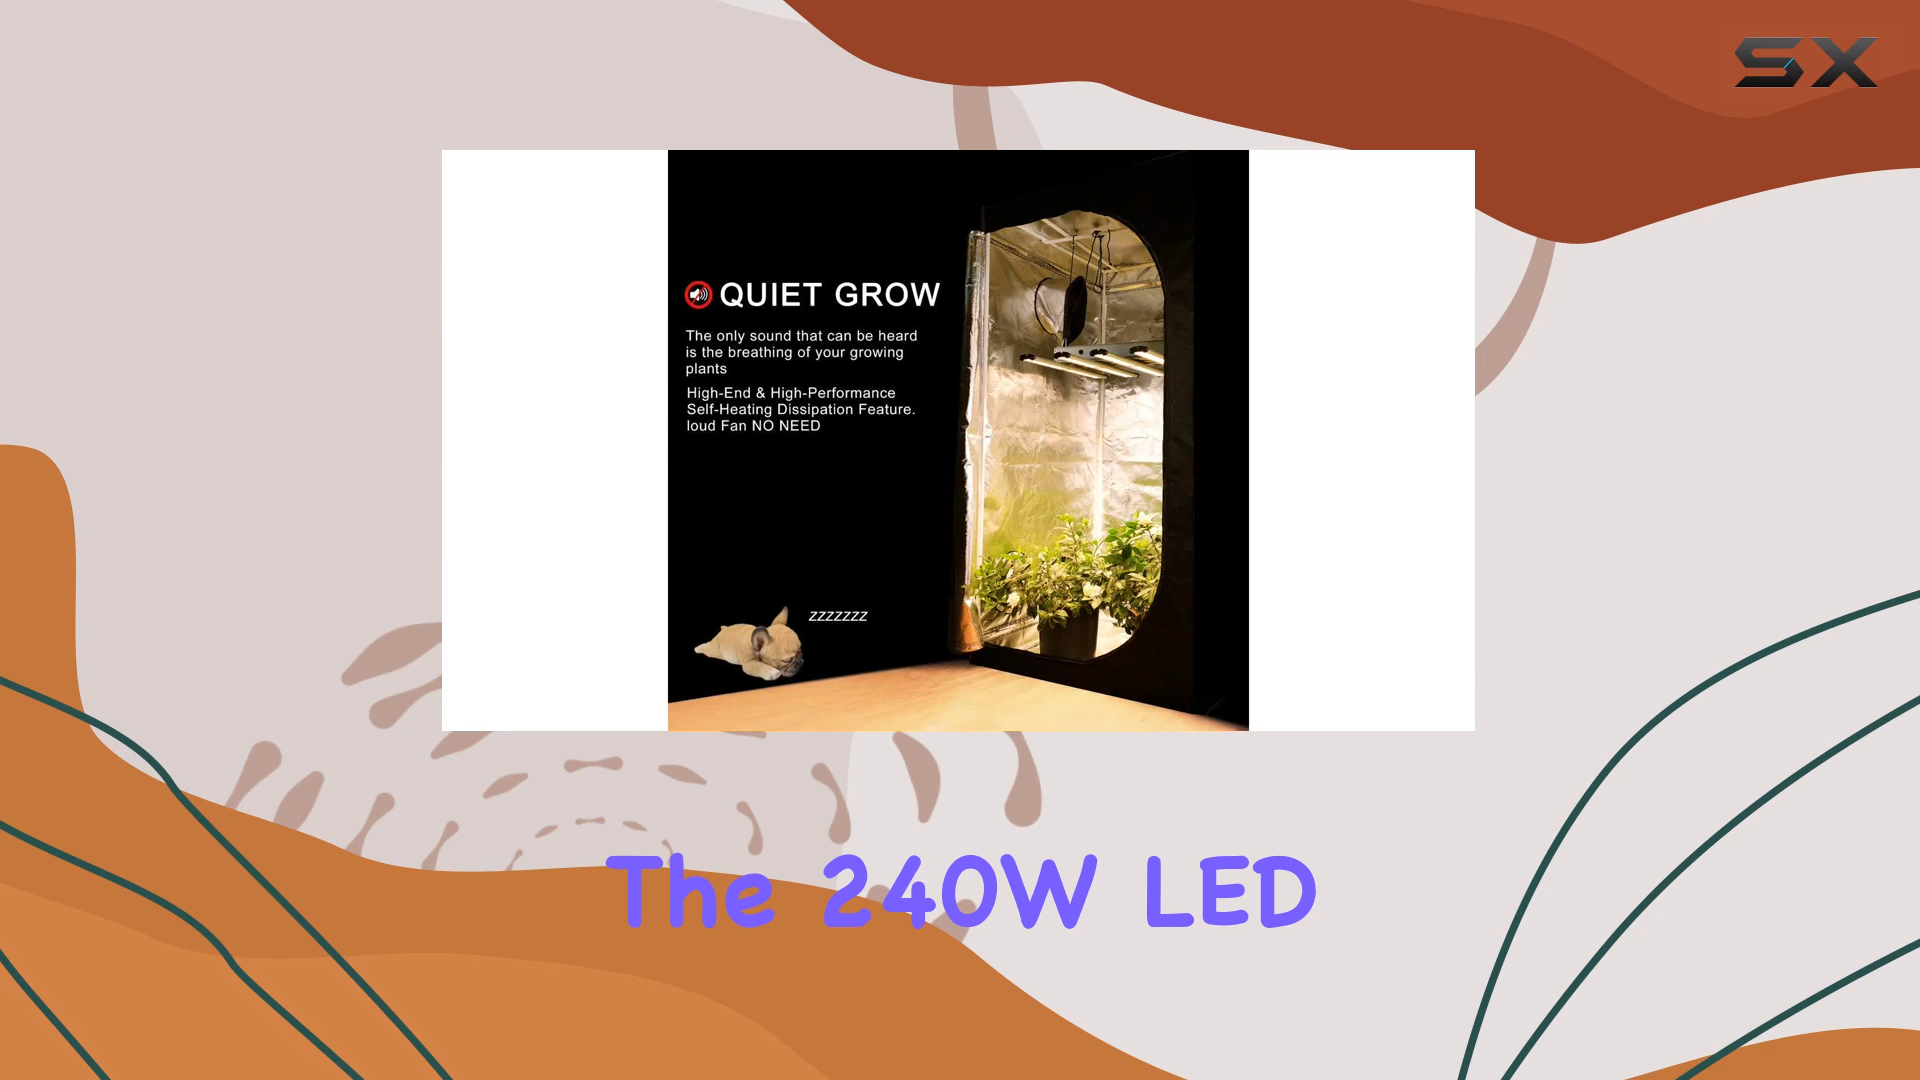 SX
QUIET GROW
The only sound that can be heard
is the breathing of your growing
plants
High-End & High-Performance
Self-Heating Dissipation Feature.
loud Fan NO NEED
zzzzzzz
The 240W LED